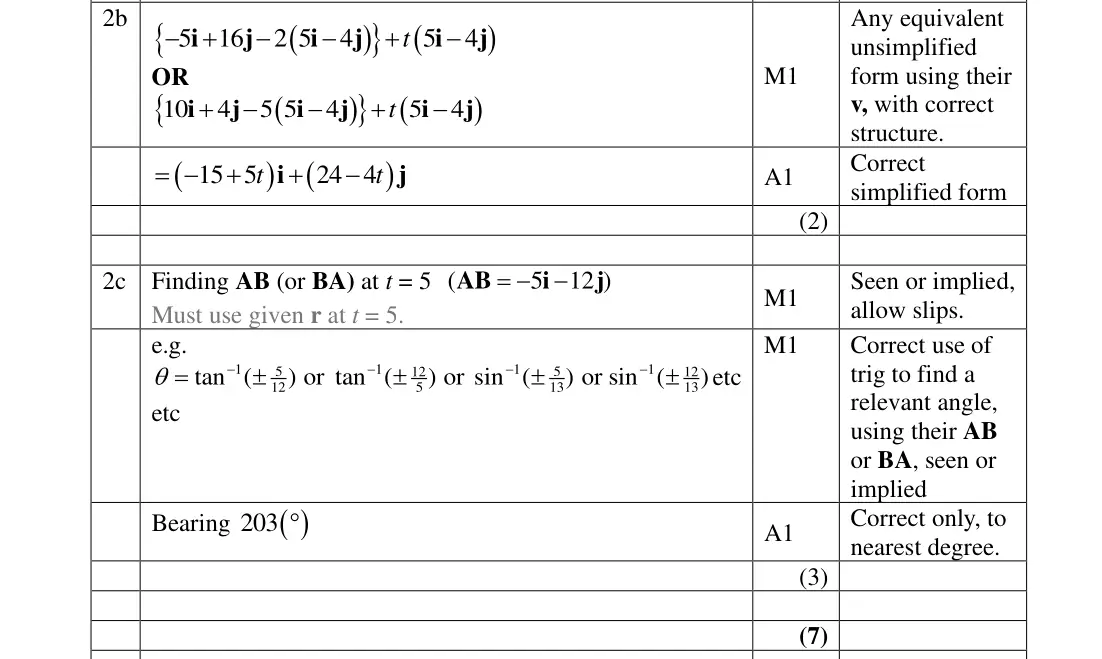 2b
{−5i+16j−2(5i−4j)}+t(5i−4j)
OR
{10i+4j−5(5i−4j)}+t(5i−4j)
M1
Any equivalent
unsimplified
form using their
v, with correct
structure.
=(−15+5t)i+(24−4t)j
A1
Correct
simplified form
(2)
2c
Finding AB (or BA) at t = 5 (AB = −5i −12j)
Must use given r at t = 5.
M1
Seen or implied,
allow slips.
e.g.
θ = tan⁻¹(± 5/12) or tan⁻¹(± 12/5) or sin⁻¹(± 5/13) or sin⁻¹(± 12/13) etc
etc
M1
Correct use of
trig to find a
relevant angle,
using their AB
or BA, seen or
implied
Bearing 203(°)
A1
Correct only, to
nearest degree.
(3)
(7)